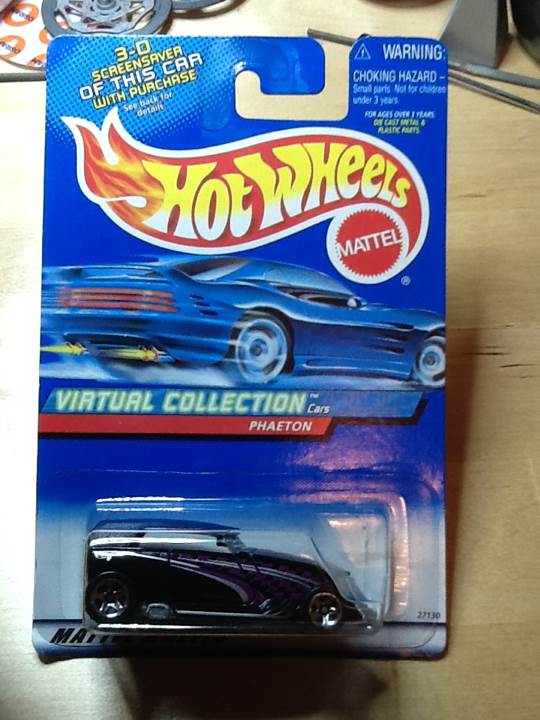 3-D
SCREENSAVER
OF THIS CAR
WITH PURCHASE
See back for
details
WARNING:
CHOKING HAZARD –
Small parts. Not for children
under 3 years.
FOR AGES OVER 3 YEARS.
DIE CAST METAL &
PLASTIC PARTS.
HOT WHEELS
MATTEL
®
VIRTUAL COLLECTION™
Cars
PHAETON
27130
MATTEL